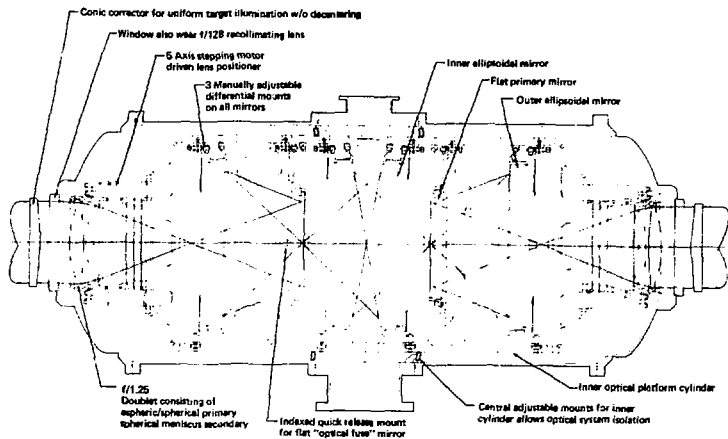 Conic corrector for uniform target illumination w/o decentering
Window also wear f/128 recollimating lens
5 Axis stepping motor
driven lens positioner
3 Manually adjustable
differential mounts
on all mirrors
Inner ellipsoidal mirror
Flat primary mirror
Outer ellipsoidal mirror
f/1.25
Doublet consisting of
aspheric/spherical primary
spherical meniscus secondary
Indexed quick release mount
for flat "optical fuse" mirror
Central adjustable mounts for inner
cylinder allows optical system isolation
Inner optical platform cylinder